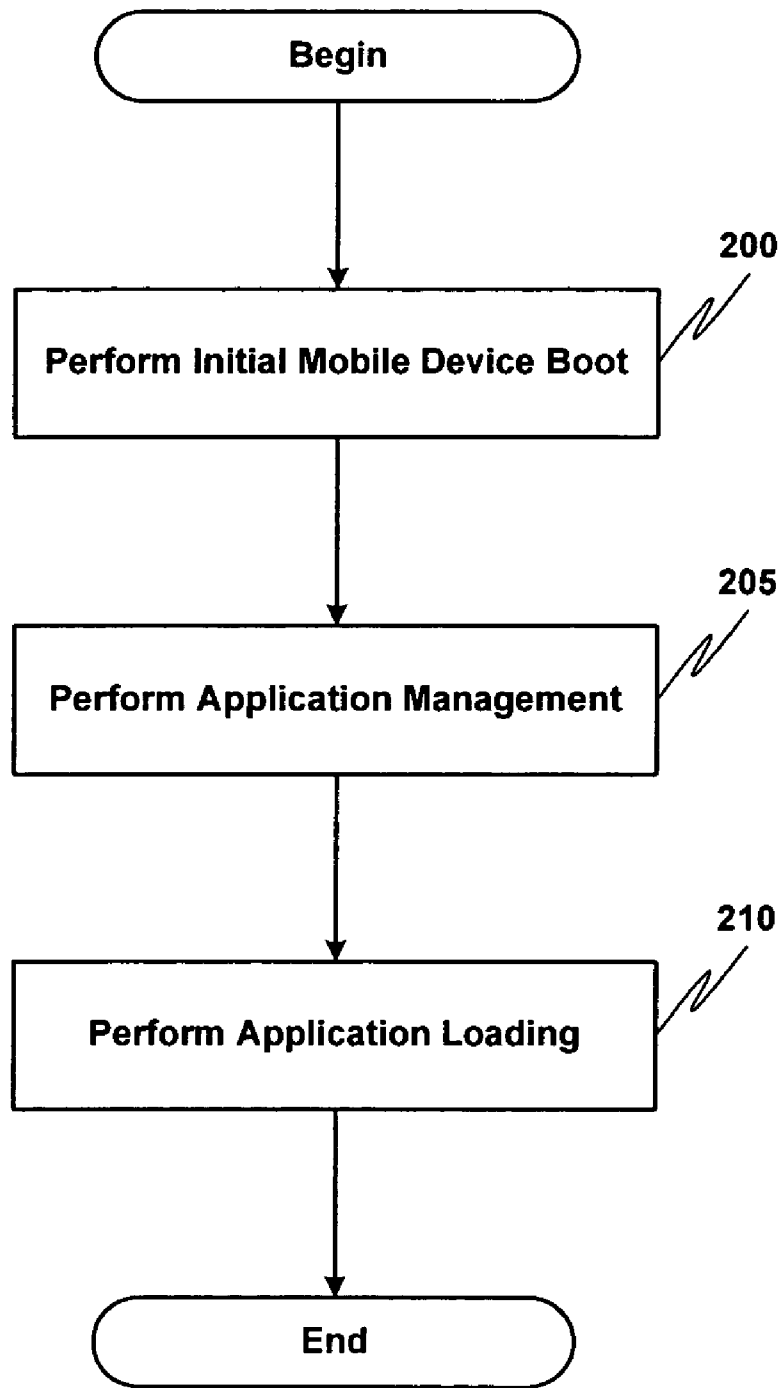 Begin
200
Perform Initial Mobile Device Boot
205
Perform Application Management
210
Perform Application Loading
End